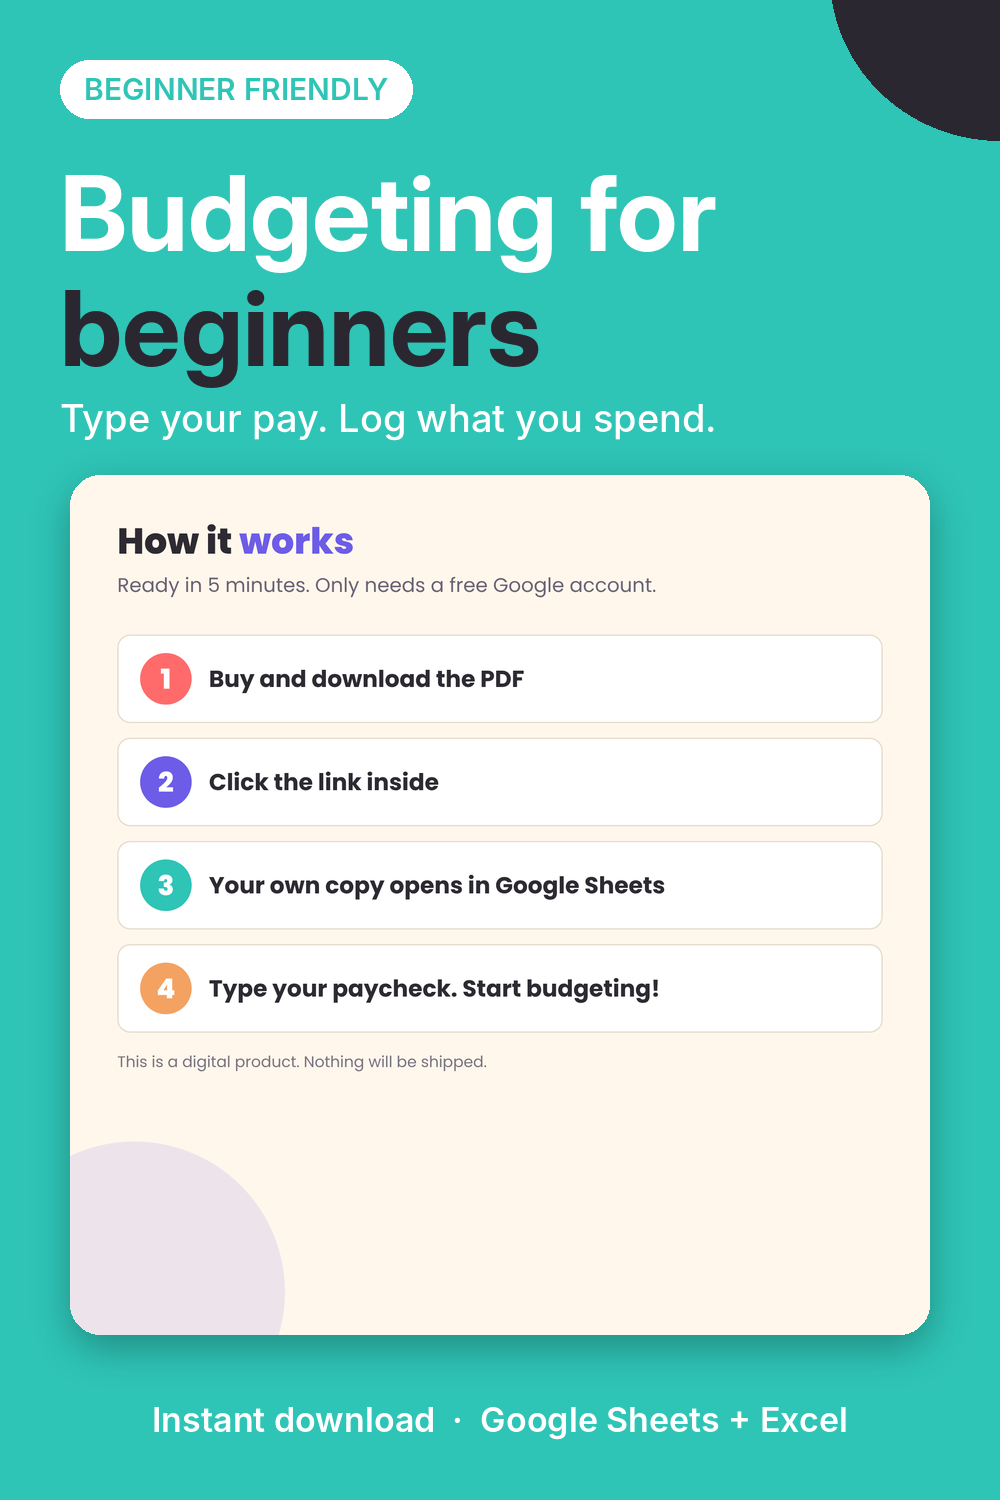 BEGINNER FRIENDLY
Budgeting for
beginners
Type your pay. Log what you spend.
How it works
Ready in 5 minutes. Only needs a free Google account.
1 Buy and download the PDF
2 Click the link inside
3 Your own copy opens in Google Sheets
4 Type your paycheck. Start budgeting!
This is a digital product. Nothing will be shipped.
Instant download · Google Sheets + Excel